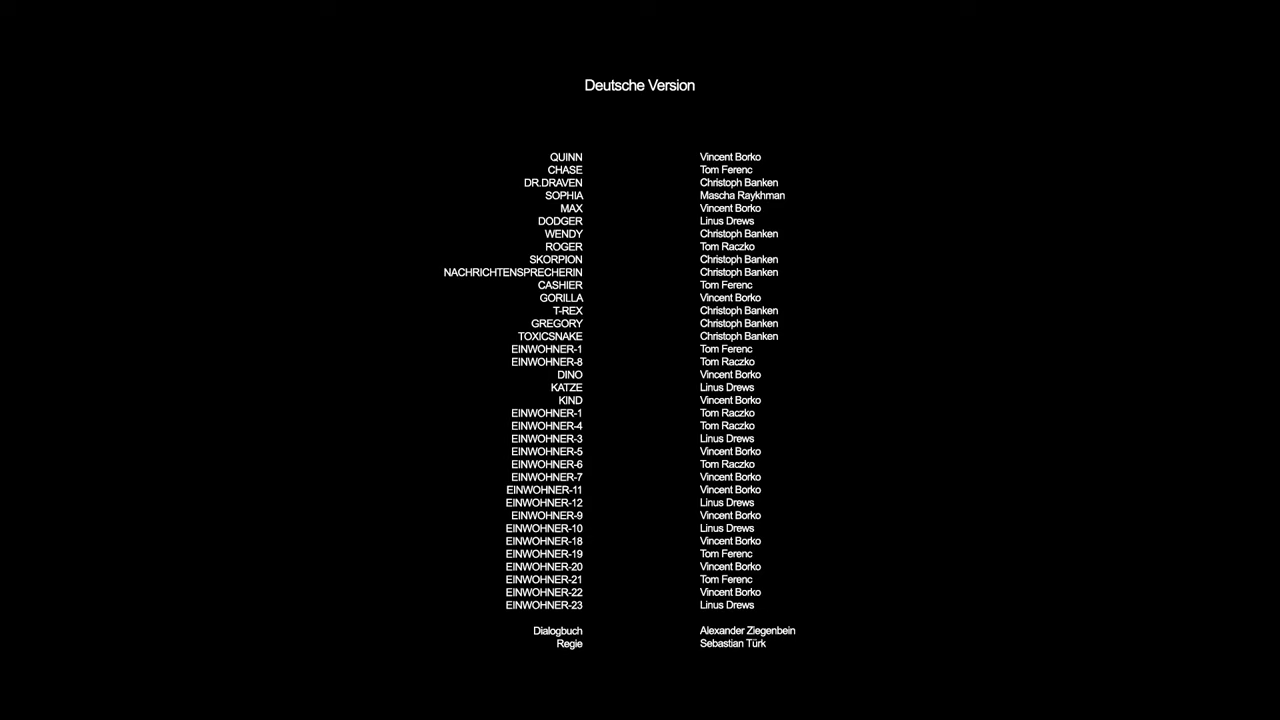 Deutsche Version
QUINN Vincent Borko
CHASE Tom Ferenc
DR.DRAVEN Christoph Banken
SOPHIA Mascha Raykhman
MAX Vincent Borko
DODGER Linus Drews
WENDY Christoph Banken
ROGER Tom Raczko
SKORPION Christoph Banken
NACHRICHTENSPRECHERIN Christoph Banken
CASHIER Tom Ferenc
GORILLA Vincent Borko
T-REX Christoph Banken
GREGORY Christoph Banken
TOXICSNAKE Christoph Banken
EINWOHNER-1 Tom Ferenc
EINWOHNER-8 Tom Raczko
DINO Vincent Borko
KATZE Linus Drews
KIND Vincent Borko
EINWOHNER-1 Tom Raczko
EINWOHNER-4 Tom Raczko
EINWOHNER-3 Linus Drews
EINWOHNER-5 Vincent Borko
EINWOHNER-6 Tom Raczko
EINWOHNER-7 Vincent Borko
EINWOHNER-11 Vincent Borko
EINWOHNER-12 Linus Drews
EINWOHNER-9 Vincent Borko
EINWOHNER-10 Linus Drews
EINWOHNER-18 Vincent Borko
EINWOHNER-19 Tom Ferenc
EINWOHNER-20 Vincent Borko
EINWOHNER-21 Tom Ferenc
EINWOHNER-22 Vincent Borko
EINWOHNER-23 Linus Drews
Dialogbuch Alexander Ziegenbein
Regie Sebastian Türk